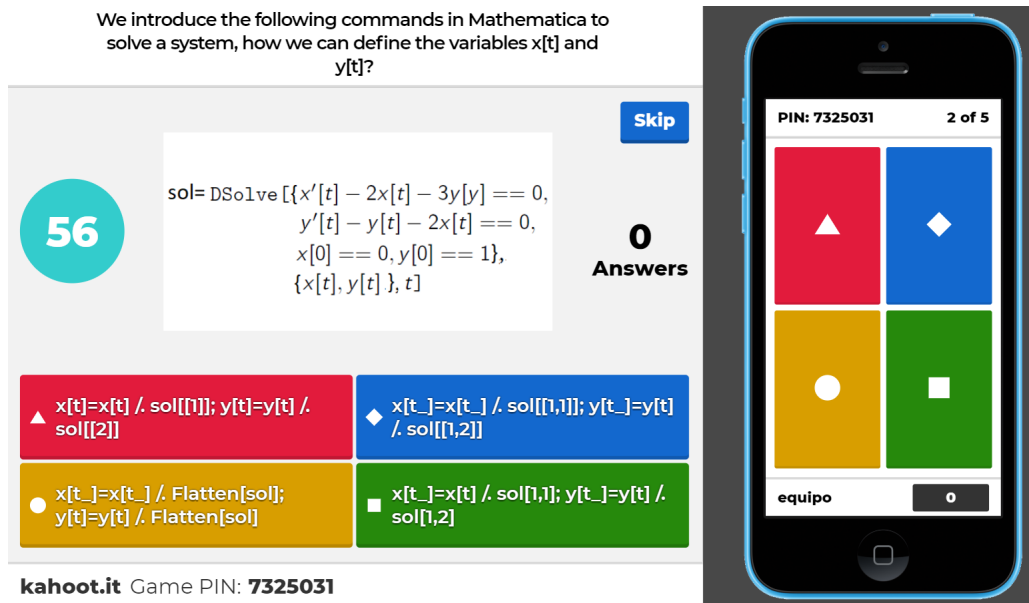 We introduce the following commands in Mathematica to
solve a system, how we can define the variables x[t] and
y[t]?
Skip
56
sol= DSolve[{x′[t] − 2x[t] − 3y[y] == 0,
y′[t] − y[t] − 2x[t] == 0,
x[0] == 0, y[0] == 1},
{x[t], y[t] }, t]
0
Answers
x[t]=x[t] /. sol[[1]]; y[t]=y[t] /.
sol[[2]]
x[t_]=x[t_] /. sol[[1,1]]; y[t_]=y[t]
/. sol[[1,2]]
x[t_]=x[t_] /. Flatten[sol];
y[t]=y[t] /. Flatten[sol]
x[t_]=x[t] /. sol[1,1]; y[t_]=y[t] /.
sol[1,2]
kahoot.it Game PIN: 7325031
PIN: 7325031 2 of 5
equipo 0